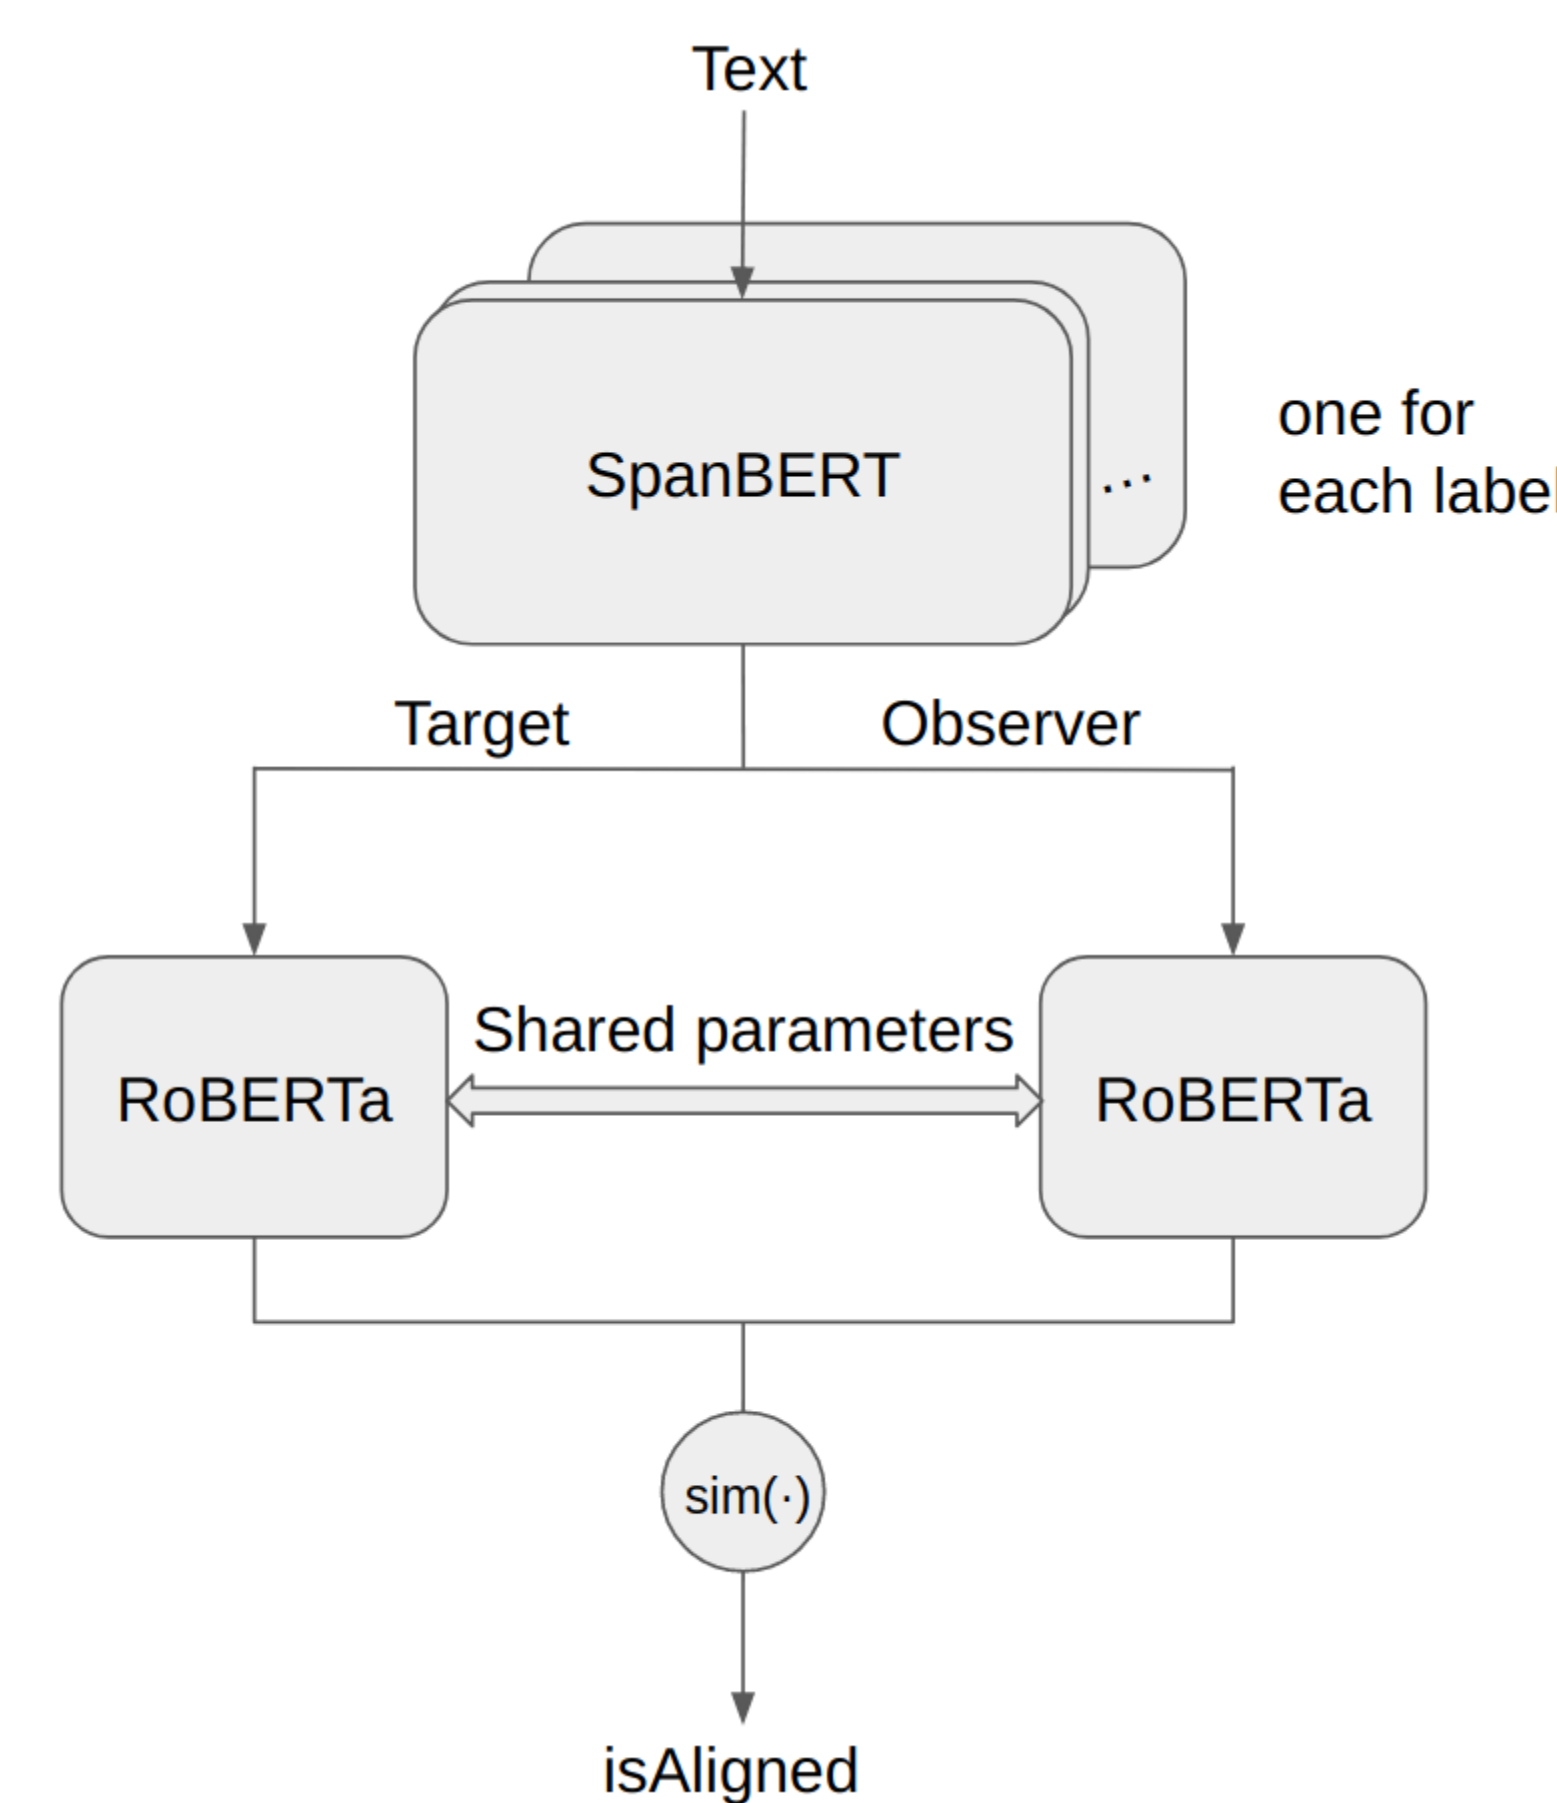 Text
SpanBERT
...
one for
each label
Target
Observer
Shared parameters
RoBERTa
RoBERTa
sim(·)
isAligned